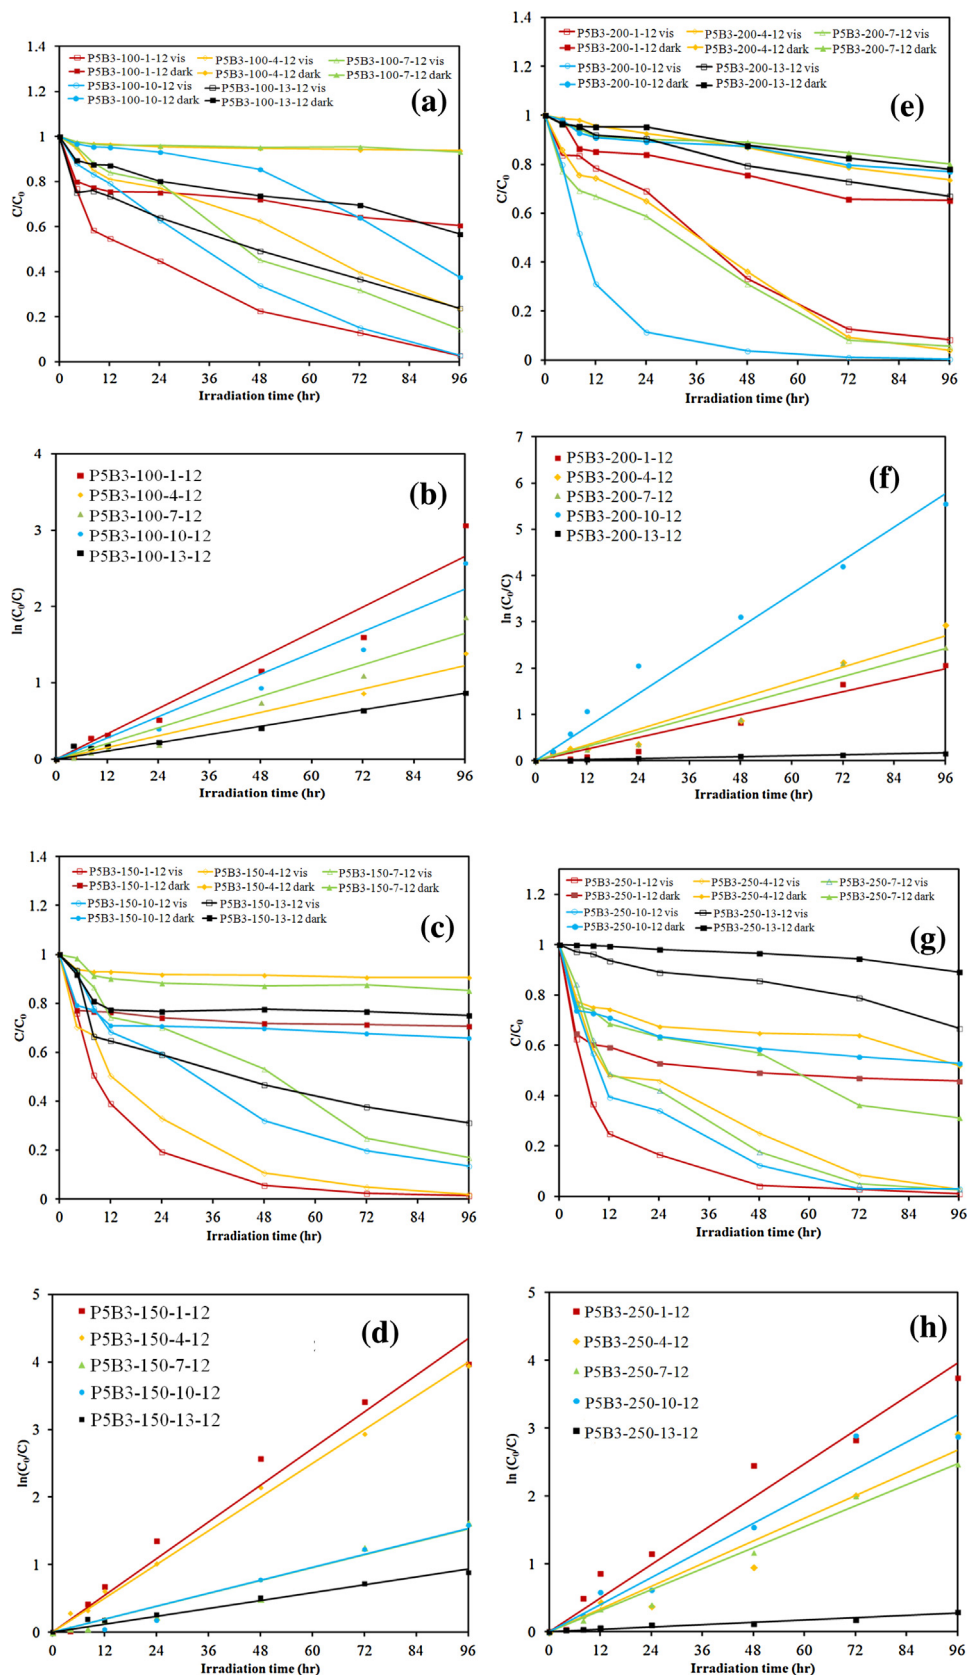 P5B3-100-1-12 vis P5B3-100-4-12 vis P5B3-100-7-12 vis
P5B3-100-1-12 dark P5B3-100-4-12 dark P5B3-100-7-12 dark
P5B3-100-10-12 vis P5B3-100-13-12 vis
P5B3-100-10-12 dark P5B3-100-13-12 dark
(a)
1.4
1.2
1
0.8
0.6
0.4
0.2
0
C/C0
0 12 24 36 48 60 72 84 96
Irradiation time (hr)
P5B3-200-1-12 vis P5B3-200-4-12 vis P5B3-200-7-12 vis
P5B3-200-1-12 dark P5B3-200-4-12 dark P5B3-200-7-12 dark
P5B3-200-10-12 vis P5B3-200-13-12 vis
P5B3-200-10-12 dark P5B3-200-13-12 dark
(e)
1.4
1.2
1
0.8
0.6
0.4
0.2
0
C/C0
0 12 24 36 48 60 72 84 96
Irradiation time (hr)
P5B3-100-1-12
P5B3-100-4-12
P5B3-100-7-12
P5B3-100-10-12
P5B3-100-13-12
(b)
4
3
2
1
0
ln (C0/C)
0 12 24 36 48 60 72 84 96
Irradiation time (hr)
P5B3-200-1-12
P5B3-200-4-12
P5B3-200-7-12
P5B3-200-10-12
P5B3-200-13-12
(f)
7
6
5
4
3
2
1
0
ln (C0/C)
0 12 24 36 48 60 72 84 96
Irradiation time (hr)
P5B3-150-1-12 vis P5B3-150-4-12 vis P5B3-150-7-12 vis
P5B3-150-1-12 dark P5B3-150-4-12 dark P5B3-150-7-12 dark
P5B3-150-10-12 vis P5B3-150-13-12 vis
P5B3-150-10-12 dark P5B3-150-13-12 dark
(c)
1.4
1.2
1
0.8
0.6
0.4
0.2
0
C/C0
0 12 24 36 48 60 72 84 96
Irradiation time (hr)
P5B3-250-1-12 vis P5B3-250-4-12 vis P5B3-250-7-12 vis
P5B3-250-1-12 dark P5B3-250-4-12 dark P5B3-250-7-12 dark
P5B3-250-10-12 vis P5B3-250-13-12 vis
P5B3-250-10-12 dark P5B3-250-13-12 dark
(g)
1.2
1
0.8
0.6
0.4
0.2
0
C/C0
0 12 24 36 48 60 72 84 96
Irradiation time (hr)
P5B3-150-1-12
P5B3-150-4-12
P5B3-150-7-12
P5B3-150-10-12
P5B3-150-13-12
(d)
5
4
3
2
1
0
ln(C0/C)
0 12 24 36 48 60 72 84 96
Irradiation time (hr)
P5B3-250-1-12
P5B3-250-4-12
P5B3-250-7-12
P5B3-250-10-12
P5B3-250-13-12
(h)
5
4
3
2
1
0
ln (C0/C)
0 12 24 36 48 60 72 84 96
Irradiation time (hr)